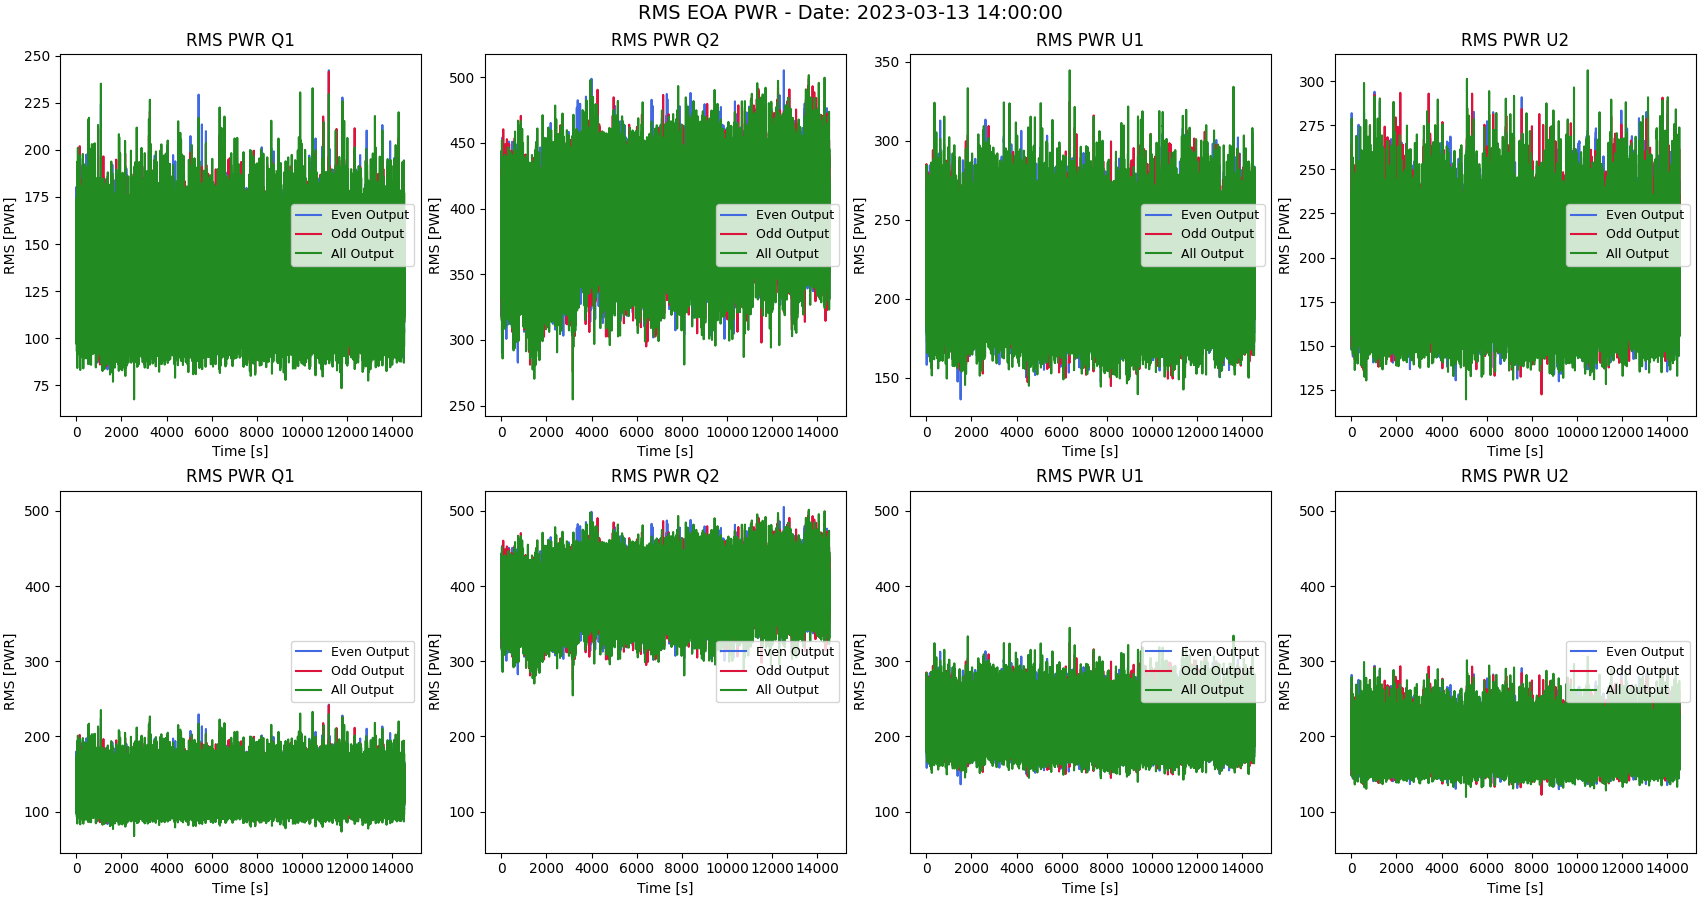 RMS EOA PWR - Date: 2023-03-13 14:00:00
RMS PWR Q1
RMS [PWR]
250
225
200
175
150
125
100
75
Even Output
Odd Output
All Output
0 2000 4000 6000 8000 10000 12000 14000
Time [s]
RMS PWR Q2
RMS [PWR]
500
450
400
350
300
250
Even Output
Odd Output
All Output
0 2000 4000 6000 8000 10000 12000 14000
Time [s]
RMS PWR U1
RMS [PWR]
350
300
250
200
150
Even Output
Odd Output
All Output
0 2000 4000 6000 8000 10000 12000 14000
Time [s]
RMS PWR U2
RMS [PWR]
300
275
250
225
200
175
150
125
Even Output
Odd Output
All Output
0 2000 4000 6000 8000 10000 12000 14000
Time [s]
RMS PWR Q1
RMS [PWR]
500
400
300
200
100
Even Output
Odd Output
All Output
0 2000 4000 6000 8000 10000 12000 14000
Time [s]
RMS PWR Q2
RMS [PWR]
500
400
300
200
100
Even Output
Odd Output
All Output
0 2000 4000 6000 8000 10000 12000 14000
Time [s]
RMS PWR U1
RMS [PWR]
500
400
300
200
100
Even Output
Odd Output
All Output
0 2000 4000 6000 8000 10000 12000 14000
Time [s]
RMS PWR U2
RMS [PWR]
500
400
300
200
100
Even Output
Odd Output
All Output
0 2000 4000 6000 8000 10000 12000 14000
Time [s]